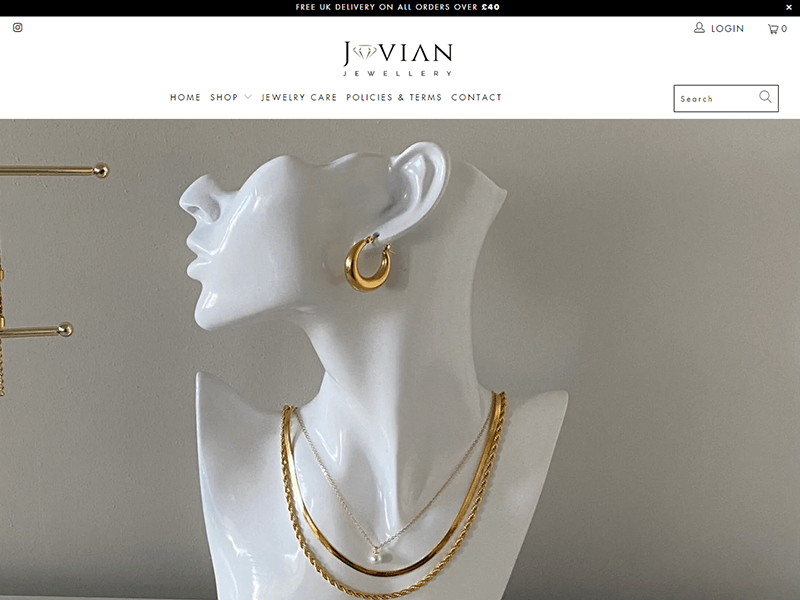 FREE UK DELIVERY ON ALL ORDERS OVER £40
×
LOGIN
0
JOVIAN
JEWELLERY
HOME SHOP JEWELRY CARE POLICIES & TERMS CONTACT
Search